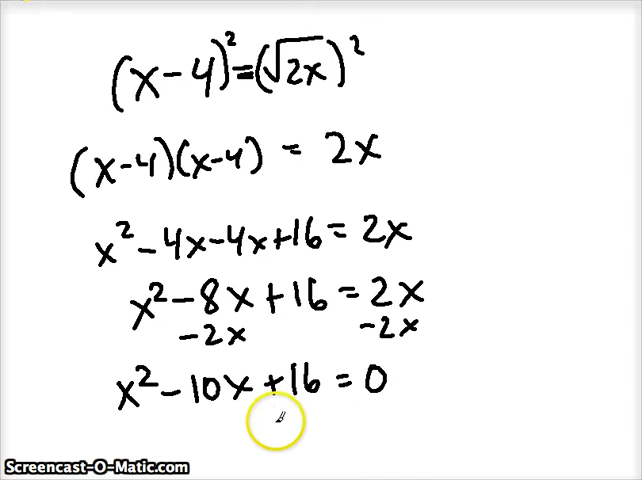 (x-4)²=(√2x)²
(x-4)(x-4) = 2x
x²-4x-4x+16=2x
x²-8x+16=2x
-2x -2x
x²-10x+16=0
Screencast-O-Matic.com